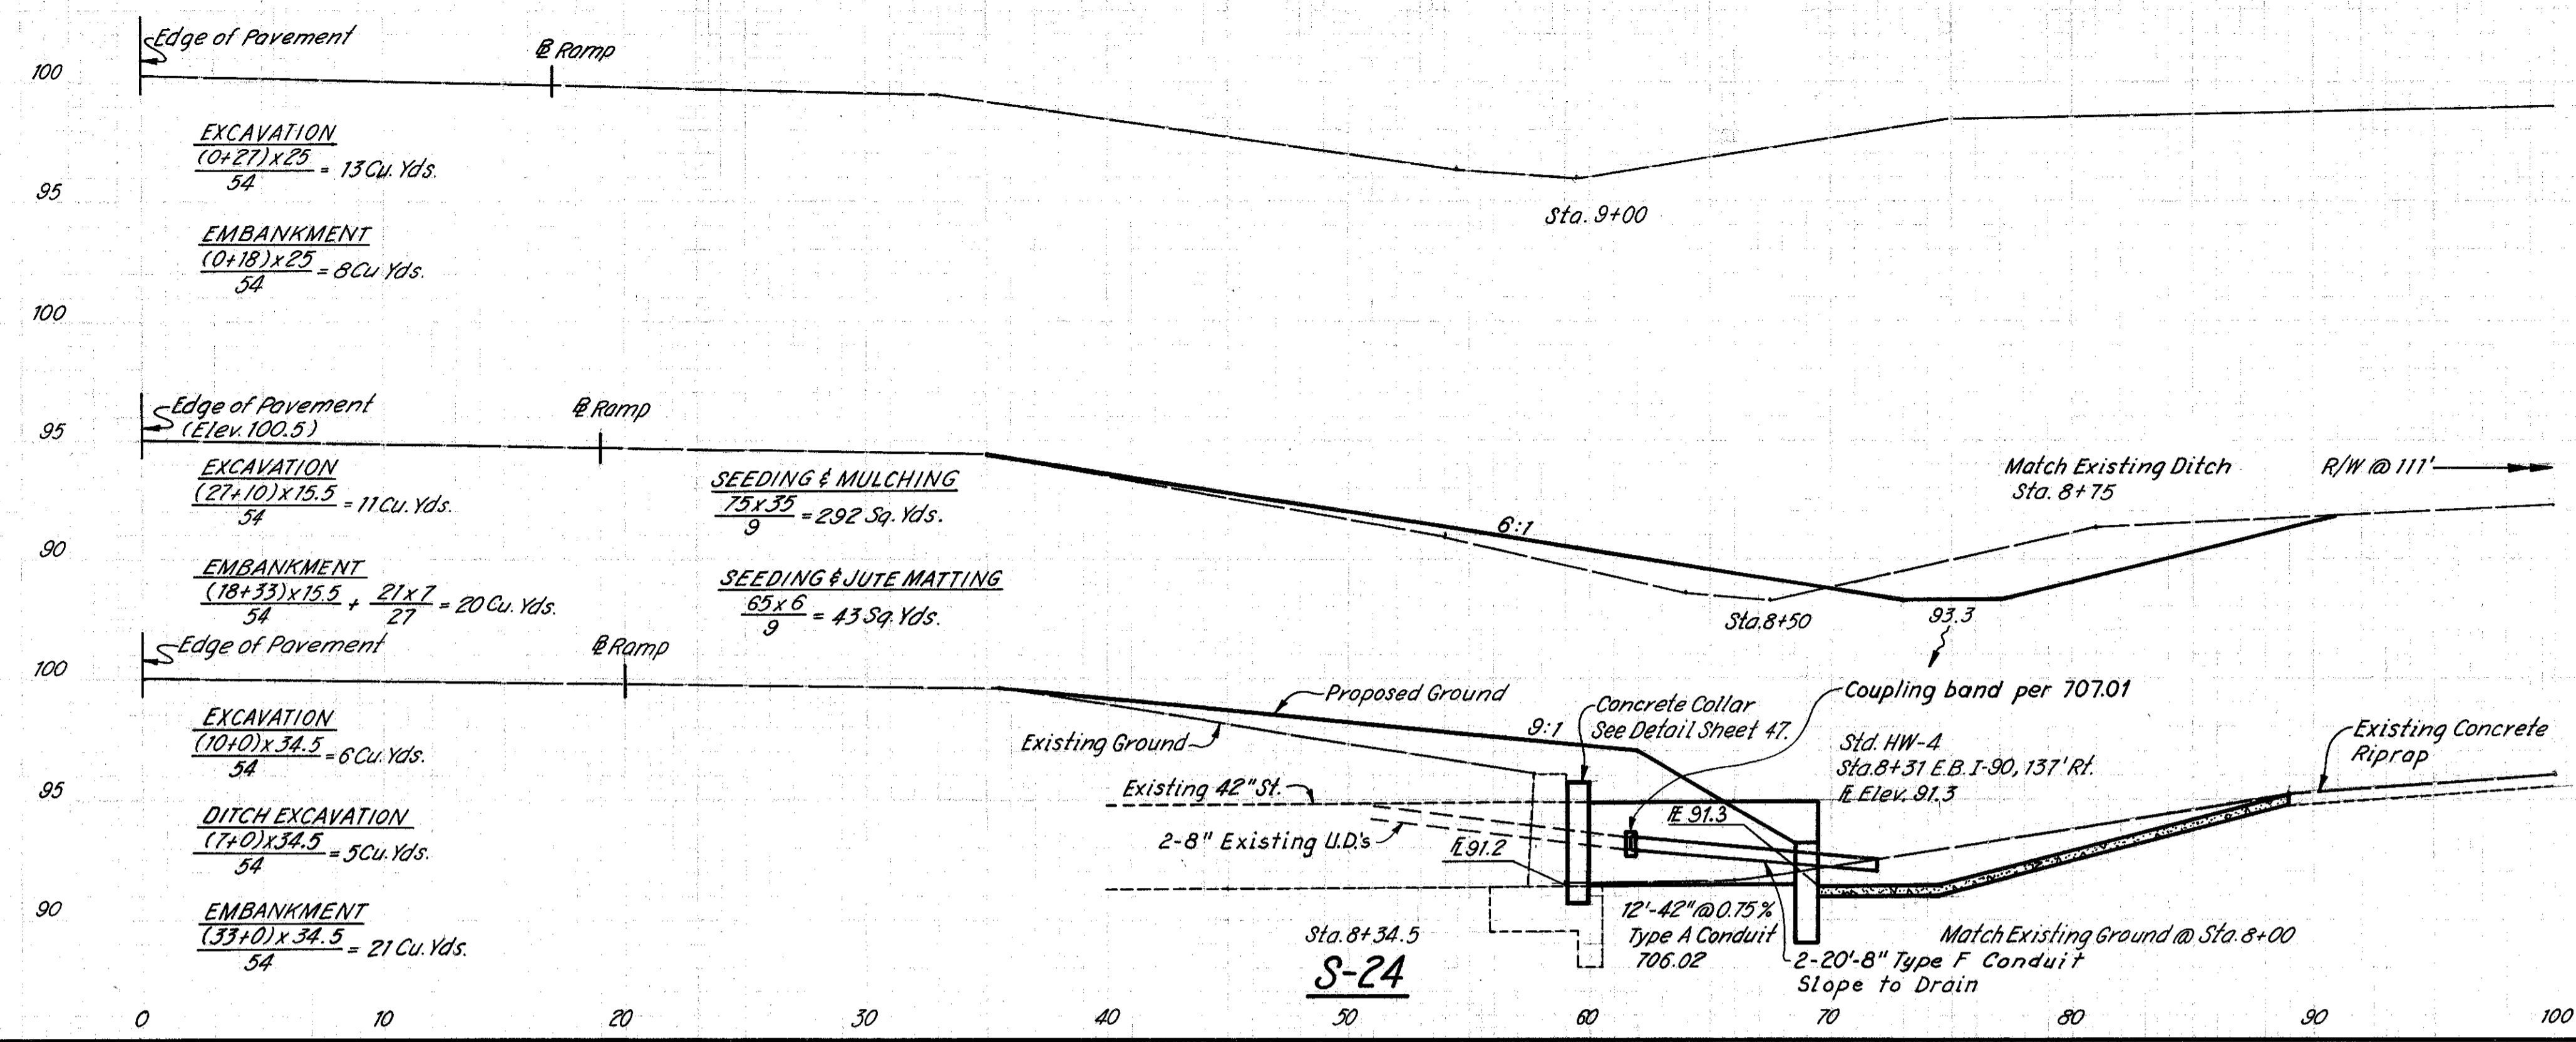 Edge of Pavement
℄ Ramp
100
EXCAVATION
(0+27)x25
54
= 13 Cu. Yds.
95
Sta. 9+00
EMBANKMENT
(0+18)x25
54
= 8 Cu Yds.
100
Edge of Pavement
(Elev. 100.5)
℄ Ramp
95
EXCAVATION
(27+10)x15.5
54
= 11 Cu. Yds.
SEEDING & MULCHING
75x35
9
= 292 Sq. Yds.
6:1
Match Existing Ditch
Sta. 8+75
R/W @ 111'
90
EMBANKMENT
(18+33)x15.5
54
+
21x7
27
= 20 Cu. Yds.
SEEDING & JUTE MATTING
65x6
9
= 43 Sq. Yds.
Sta. 8+50
93.3
Edge of Pavement
℄ Ramp
100
Proposed Ground
Concrete Collar
See Detail Sheet 47.
Coupling band per 707.01
EXCAVATION
(10+0)x34.5
54
= 6 Cu. Yds.
Existing Ground
9:1
Std. HW-4
Sta. 8+31 E.B. I-90, 137' Rt.
℄ Elev. 91.3
Existing Concrete
Riprap
95
Existing 42" St.
2-8" Existing U.D.'s
℄ 91.2
℄ 91.3
DITCH EXCAVATION
(7+0)x34.5
54
= 5 Cu. Yds.
90
EMBANKMENT
(33+0)x34.5
54
= 21 Cu. Yds.
Sta. 8+34.5
S-24
12'-42" @ 0.75%
Type A Conduit
706.02
Match Existing Ground @ Sta. 8+00
2-20'-8" Type F Conduit
Slope to Drain
0 10 20 30 40 50 60 70 80 90 100